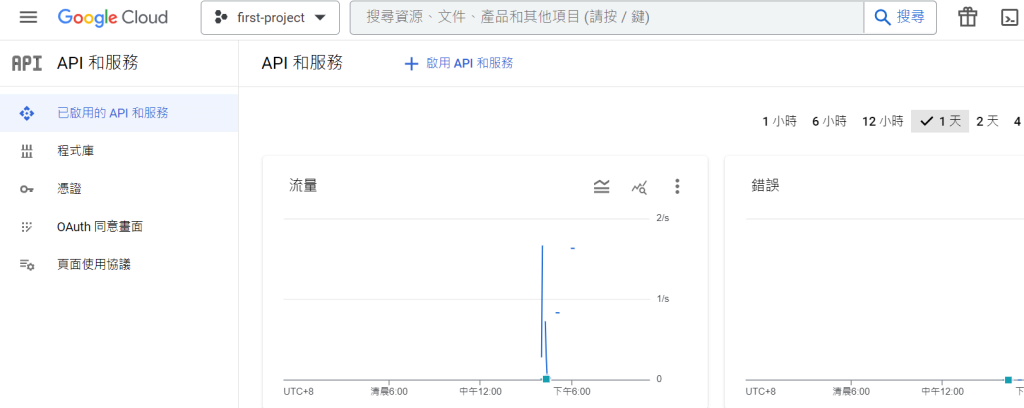 Google Cloud
first-project
搜尋資源、文件、產品和其他項目 (請按 / 鍵)
搜尋
API
API 和服務
API 和服務
啟用 API 和服務
已啟用的 API 和服務
程式庫
憑證
OAuth 同意畫面
頁面使用協議
1 小時
6 小時
12 小時
1 天
2 天
4
流量
2/s
1/s
0
UTC+8
清晨6:00
中午12:00
下午6:00
錯誤
UTC+8
清晨6:00
中午12:00